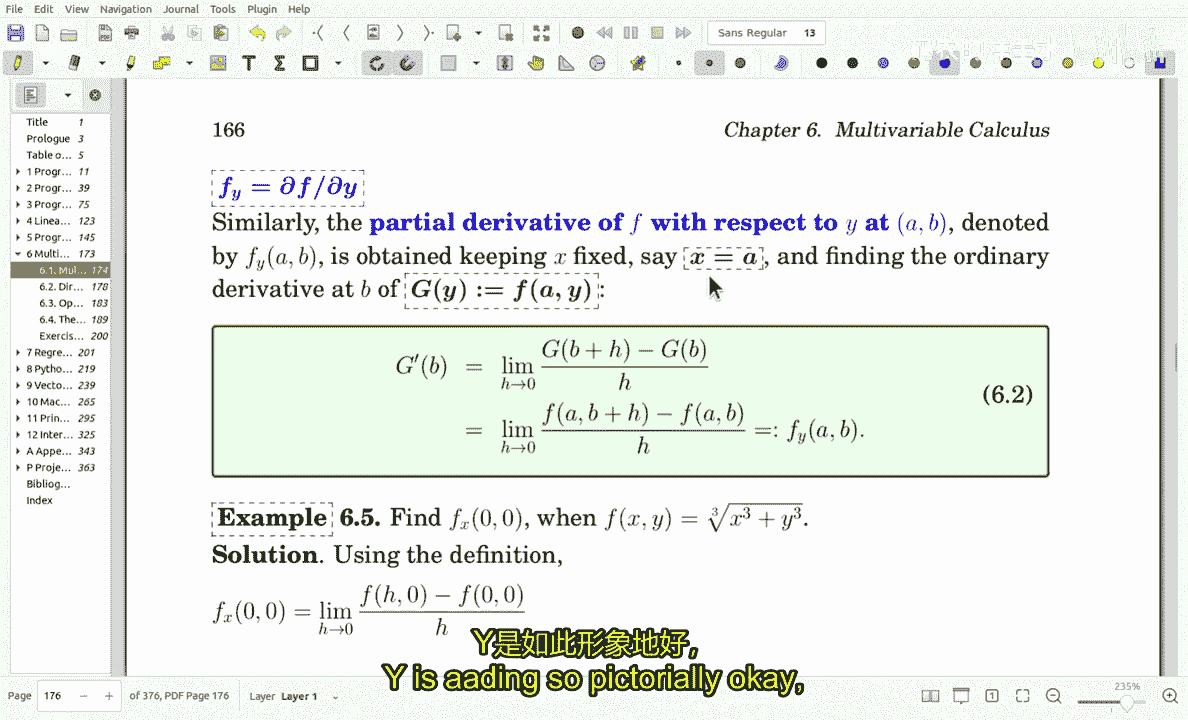 File Edit View Navigation Journal Tools Plugin Help
Sans Regular 13
Title 1
Prologue 3
Table o... 5
1 Progr... 11
2 Progr... 39
3 Progr... 75
4 Linea... 123
5 Progr... 145
6 Multi... 173
6.1. Mul... 174
6.2. Dir... 178
6.3. Op... 183
6.4. The... 189
Exercis... 200
7 Regre... 201
8 Pytho... 219
9 Vecto... 239
10 Mac... 265
11 Prin... 295
12 Inter... 325
A Appe... 343
P Proje... 363
Bibliog...
Index
166 Chapter 6. Multivariable Calculus
f_y = ∂f/∂y
Similarly, the partial derivative of f with respect to y at (a, b), denoted
by f_y(a, b), is obtained keeping x fixed, say x = a, and finding the ordinary
derivative at b of G(y) := f(a, y):
G′(b) = lim_{h→0} (G(b + h) − G(b))/h
= lim_{h→0} (f(a, b + h) − f(a, b))/h =: f_y(a, b).
(6.2)
Example 6.5. Find f_x(0, 0), when f(x, y) = ∛(x³ + y³).
Solution. Using the definition,
f_x(0, 0) = lim_{h→0} (f(h, 0) − f(0, 0))/h
Y是如此形象地好，
Y is aading so pictorially okay,
Page 176 − + of 376, PDF Page 176 Layer Layer 1 235%